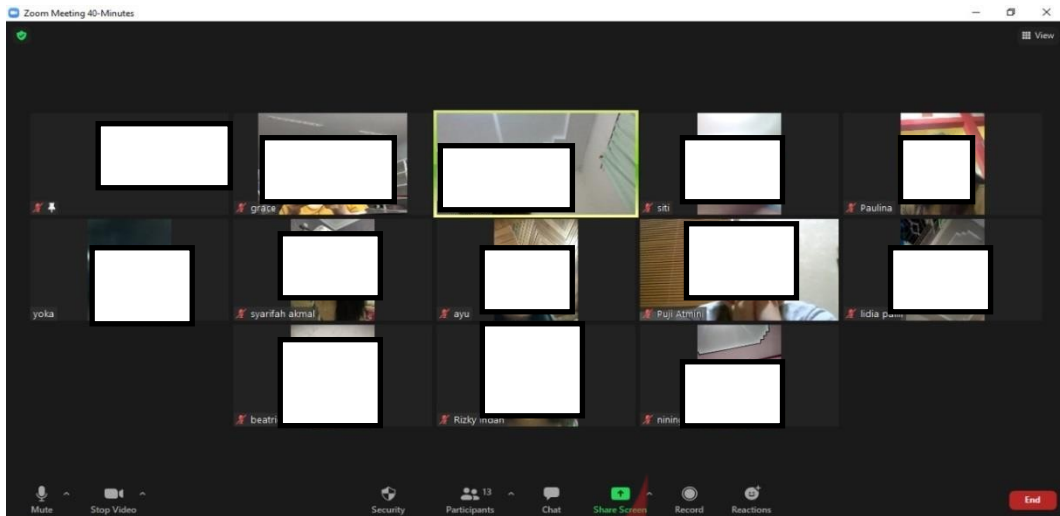 Zoom Meeting 40-Minutes
View
grace
siti
Paulina
yoka
syarifah akmal
ayu
Puji Atmini
lidia
beatri
Rizky
ninin
Mute
Stop Video
Security
Participants
13
Chat
Share Screen
Record
Reactions
End